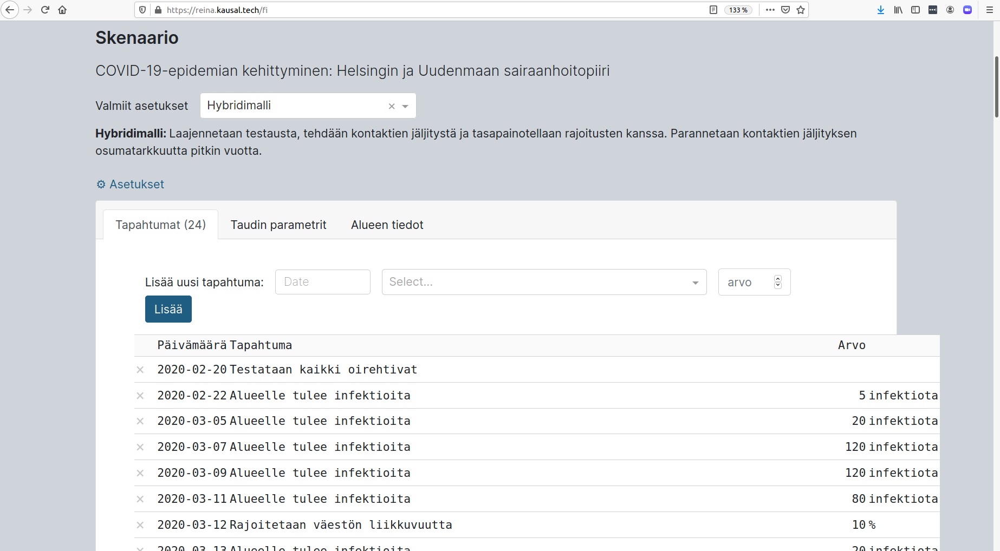 https://reina.kausal.tech/fi
133 %
Skenaario
COVID-19-epidemian kehittyminen: Helsingin ja Uudenmaan sairaanhoitopiiri
Valmiit asetukset Hybridimalli
Hybridimalli: Laajennetaan testausta, tehdään kontaktien jäljitystä ja tasapainotellaan rajoitusten kanssa. Parannetaan kontaktien jäljityksen
osumatarkkuutta pitkin vuotta.
⚙ Asetukset
Tapahtumat (24) Taudin parametrit Alueen tiedot
Lisää uusi tapahtuma: Date Select... arvo
Lisää
Päivämäärä Tapahtuma Arvo
× 2020-02-20 Testataan kaikki oirehtivat
× 2020-02-22 Alueelle tulee infektioita 5 infektiota
× 2020-03-05 Alueelle tulee infektioita 20 infektiota
× 2020-03-07 Alueelle tulee infektioita 120 infektiota
× 2020-03-09 Alueelle tulee infektioita 120 infektiota
× 2020-03-11 Alueelle tulee infektioita 80 infektiota
× 2020-03-12 Rajoitetaan väestön liikkuvuutta 10 %
× 2020-03-13 Alueelle tulee infektioita 20 infektiota